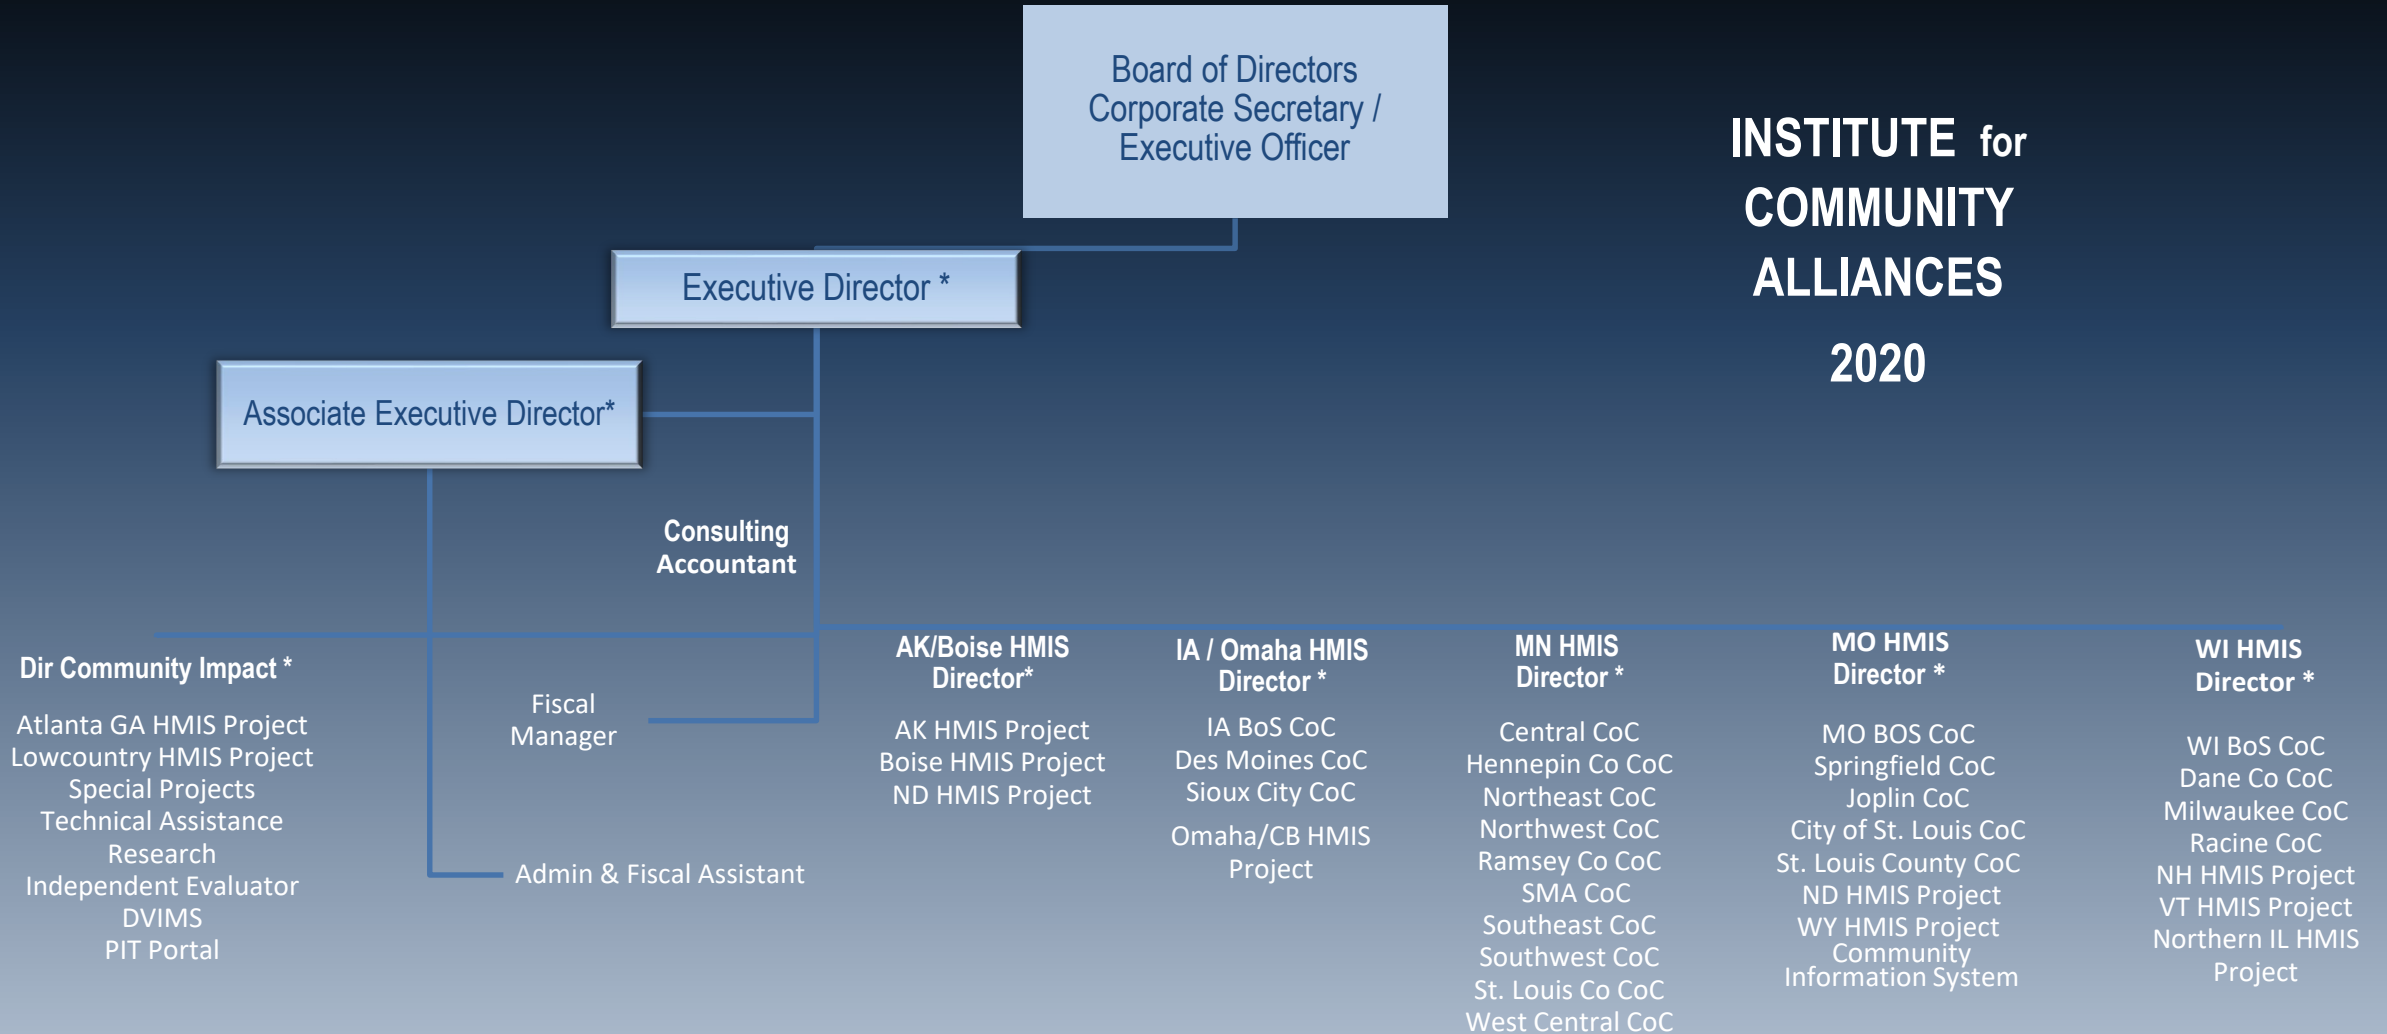 Board of Directors
Corporate Secretary /
Executive Officer
INSTITUTE for
COMMUNITY
ALLIANCES
2020
Executive Director *
Associate Executive Director*
Consulting
Accountant
Dir Community Impact *
Atlanta GA HMIS Project
Lowcountry HMIS Project
Special Projects
Technical Assistance
Research
Independent Evaluator
DVIMS
PIT Portal
Fiscal
Manager
Admin & Fiscal Assistant
AK/Boise HMIS
Director*
AK HMIS Project
Boise HMIS Project
ND HMIS Project
IA / Omaha HMIS
Director *
IA BoS CoC
Des Moines CoC
Sioux City CoC
Omaha/CB HMIS
Project
MN HMIS
Director *
Central CoC
Hennepin Co CoC
Northeast CoC
Northwest CoC
Ramsey Co CoC
SMA CoC
Southeast CoC
Southwest CoC
St. Louis Co CoC
West Central CoC
MO HMIS
Director *
MO BOS CoC
Springfield CoC
Joplin CoC
City of St. Louis CoC
St. Louis County CoC
ND HMIS Project
WY HMIS Project
Community
Information System
WI HMIS
Director *
WI BoS CoC
Dane Co CoC
Milwaukee CoC
Racine CoC
NH HMIS Project
VT HMIS Project
Northern IL HMIS
Project